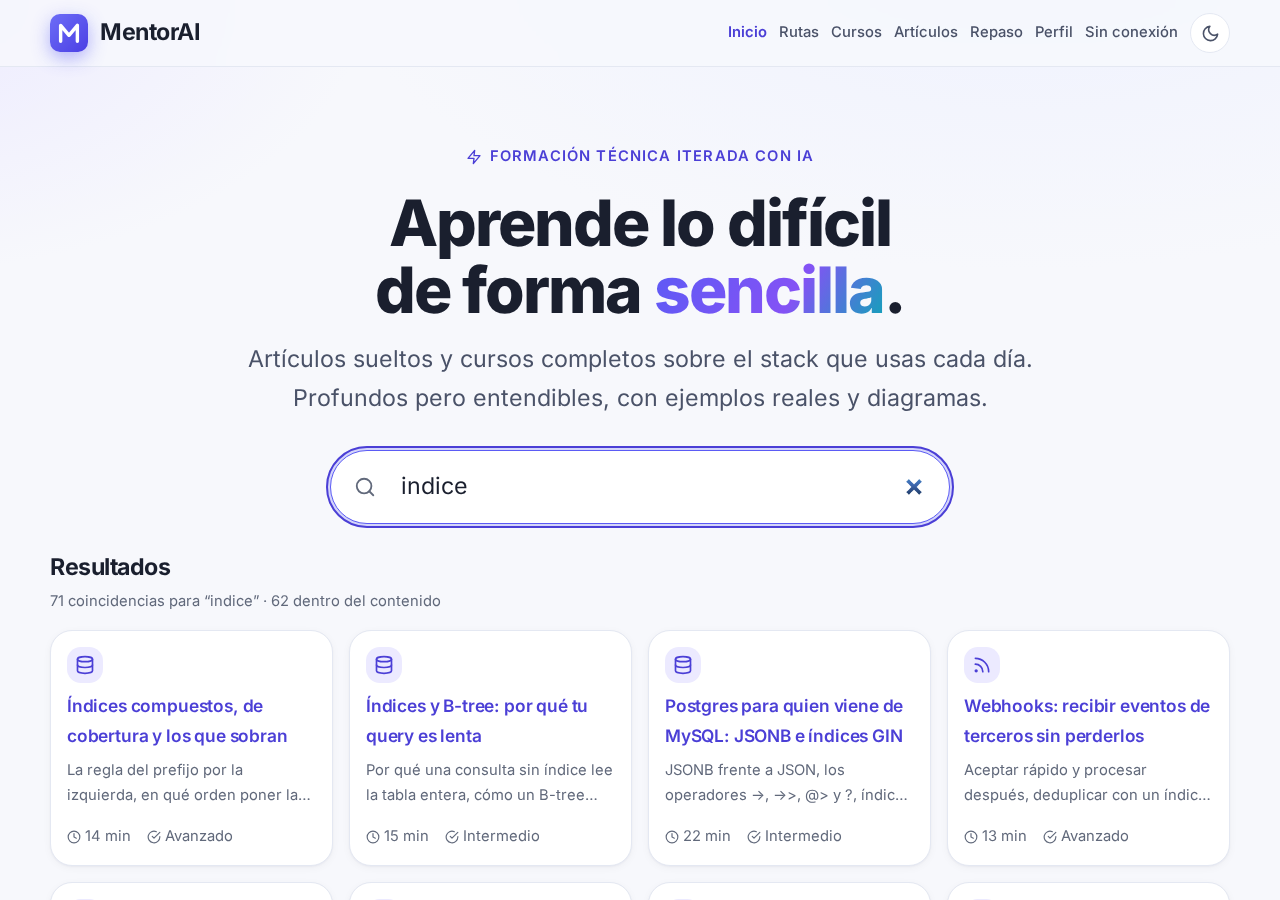 MentorAI
Inicio Rutas Cursos Artículos Repaso Perfil Sin conexión
FORMACIÓN TÉCNICA ITERADA CON IA
Aprende lo difícil
de forma sencilla.
Artículos sueltos y cursos completos sobre el stack que usas cada día.
Profundos pero entendibles, con ejemplos reales y diagramas.
indice
Resultados
71 coincidencias para “indice” · 62 dentro del contenido
Índices compuestos, de
cobertura y los que sobran
La regla del prefijo por la
izquierda, en qué orden poner la...
14 min Avanzado
Índices y B-tree: por qué tu
query es lenta
Por qué una consulta sin índice lee
la tabla entera, cómo un B-tree...
15 min Intermedio
Postgres para quien viene de
MySQL: JSONB e índices GIN
JSONB frente a JSON, los
operadores ->, ->>, @> y ?, índic...
22 min Intermedio
Webhooks: recibir eventos de
terceros sin perderlos
Aceptar rápido y procesar
después, deduplicar con un índic...
13 min Avanzado